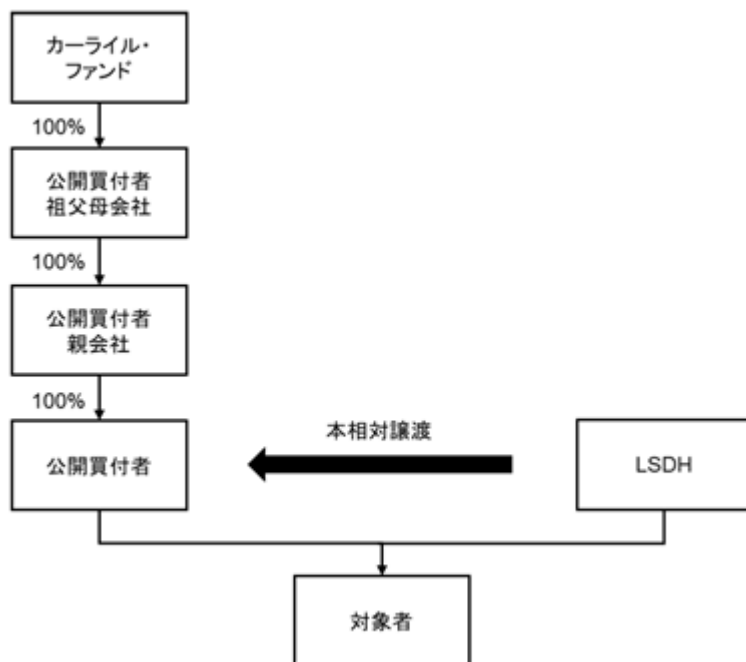 カーライル・
ファンド
100%
公開買付者
祖父母会社
100%
公開買付者
親会社
100%
公開買付者
本相対譲渡
LSDH
対象者